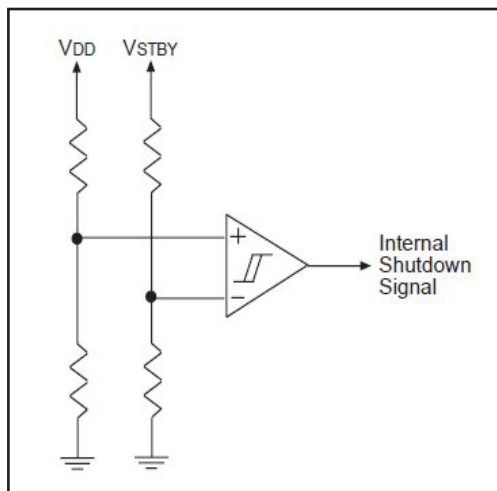 VDD
VSTBY
+
−
Internal
Shutdown
Signal